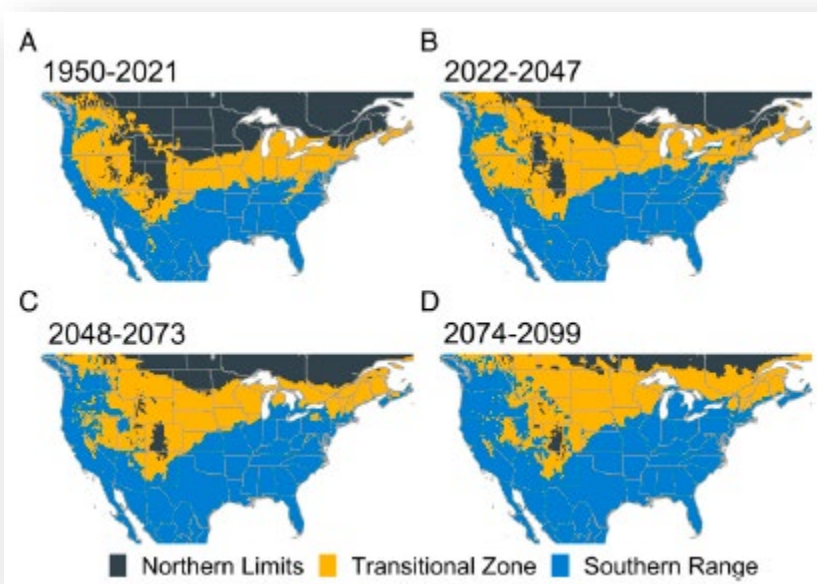 A
1950-2021
B
2022-2047
C
2048-2073
D
2074-2099
Northern Limits Transitional Zone Southern Range